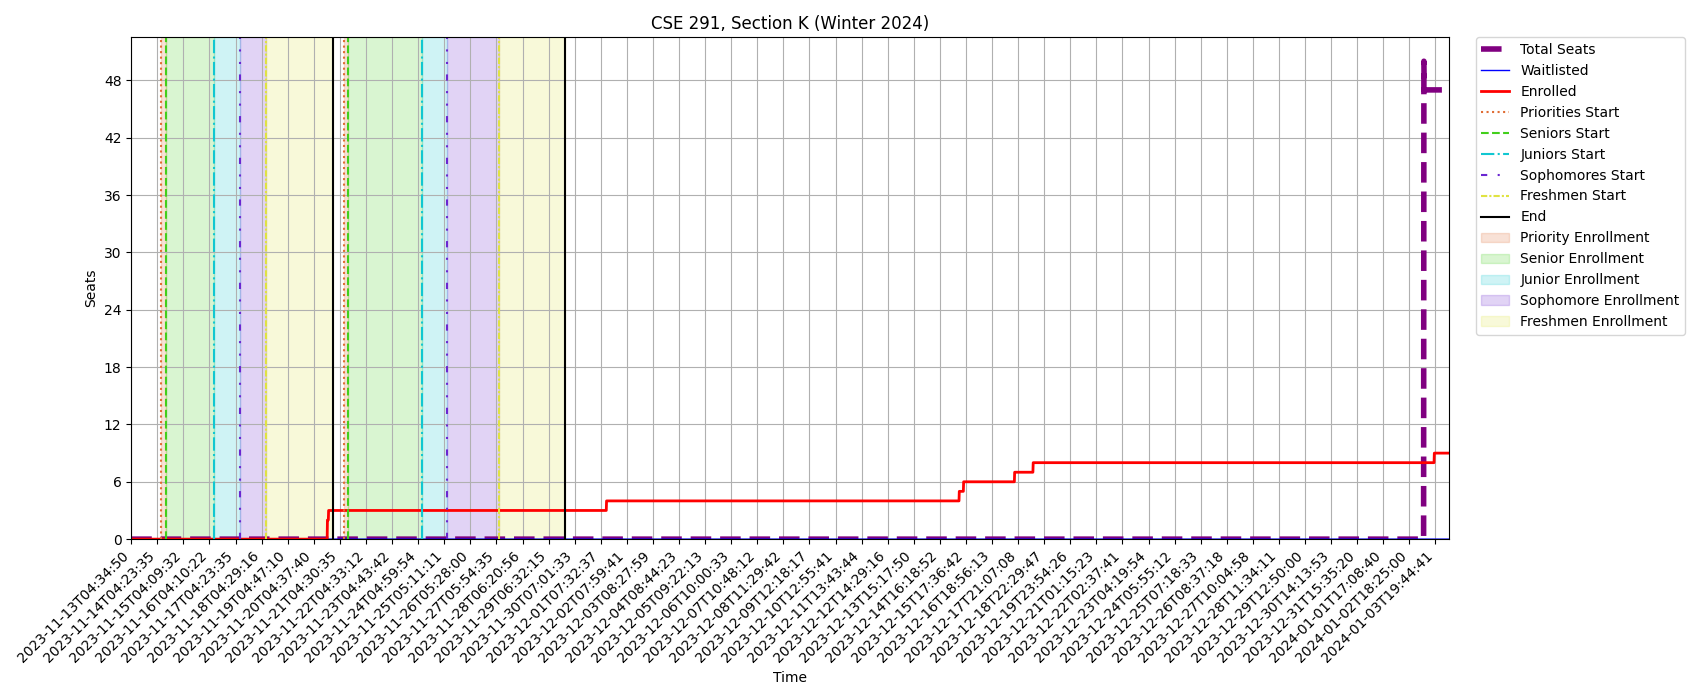 CSE 291, Section K (Winter 2024)
Seats
48
42
36
30
24
18
12
6
0
2023-11-13T04:34:50
2023-11-14T04:23:35
2023-11-15T04:09:32
2023-11-16T04:10:22
2023-11-17T04:23:35
2023-11-18T04:29:16
2023-11-19T04:47:10
2023-11-20T04:37:40
2023-11-21T04:30:35
2023-11-22T04:33:12
2023-11-23T04:43:42
2023-11-24T04:59:54
2023-11-25T05:11:11
2023-11-26T05:28:00
2023-11-27T05:54:35
2023-11-28T06:20:56
2023-11-29T06:32:15
2023-11-30T07:01:33
2023-12-01T07:32:37
2023-12-02T07:59:41
2023-12-03T08:27:59
2023-12-04T08:44:23
2023-12-05T09:22:13
2023-12-06T10:00:33
2023-12-07T10:48:12
2023-12-08T11:29:42
2023-12-09T12:18:17
2023-12-10T12:55:41
2023-12-11T13:43:44
2023-12-12T14:29:16
2023-12-13T15:17:50
2023-12-14T16:18:52
2023-12-15T17:36:42
2023-12-16T18:56:13
2023-12-17T21:07:08
2023-12-18T22:29:47
2023-12-19T23:54:26
2023-12-21T01:15:23
2023-12-22T02:37:41
2023-12-23T04:19:54
2023-12-24T05:55:12
2023-12-25T07:18:33
2023-12-26T08:37:18
2023-12-27T10:04:58
2023-12-28T11:34:11
2023-12-29T12:50:00
2023-12-30T14:13:53
2023-12-31T15:35:20
2024-01-01T17:08:40
2024-01-02T18:25:00
2024-01-03T19:44:41
Time
Total Seats
Waitlisted
Enrolled
Priorities Start
Seniors Start
Juniors Start
Sophomores Start
Freshmen Start
End
Priority Enrollment
Senior Enrollment
Junior Enrollment
Sophomore Enrollment
Freshmen Enrollment